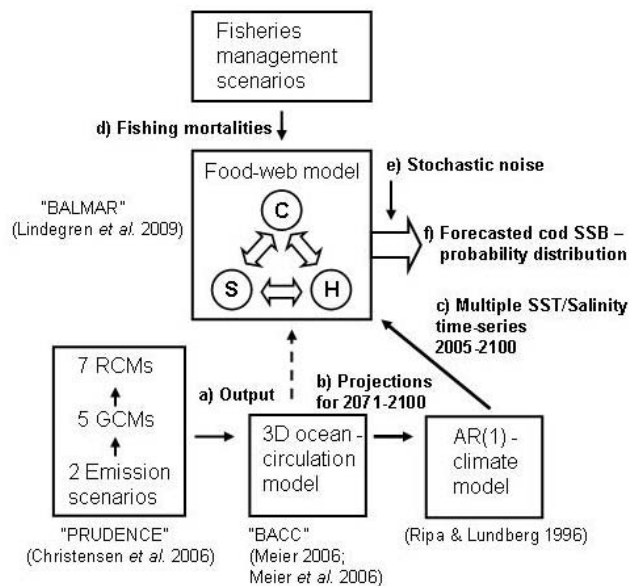 Fisheries
management
scenarios
d) Fishing mortalities
Food-web model
e) Stochastic noise
"BALMAR"
(Lindegren et al. 2009)
C
S
H
f) Forecasted cod SSB –
probability distribution
c) Multiple SST/Salinity
time-series
2005-2100
7 RCMs
5 GCMs
2 Emission
scenarios
a) Output
b) Projections
for 2071-2100
3D ocean-
circulation
model
AR(1)-
climate
model
"PRUDENCE"
(Christensen et al. 2006)
"BACC"
(Meier 2006;
Meier et al. 2006)
(Ripa & Lundberg 1996)